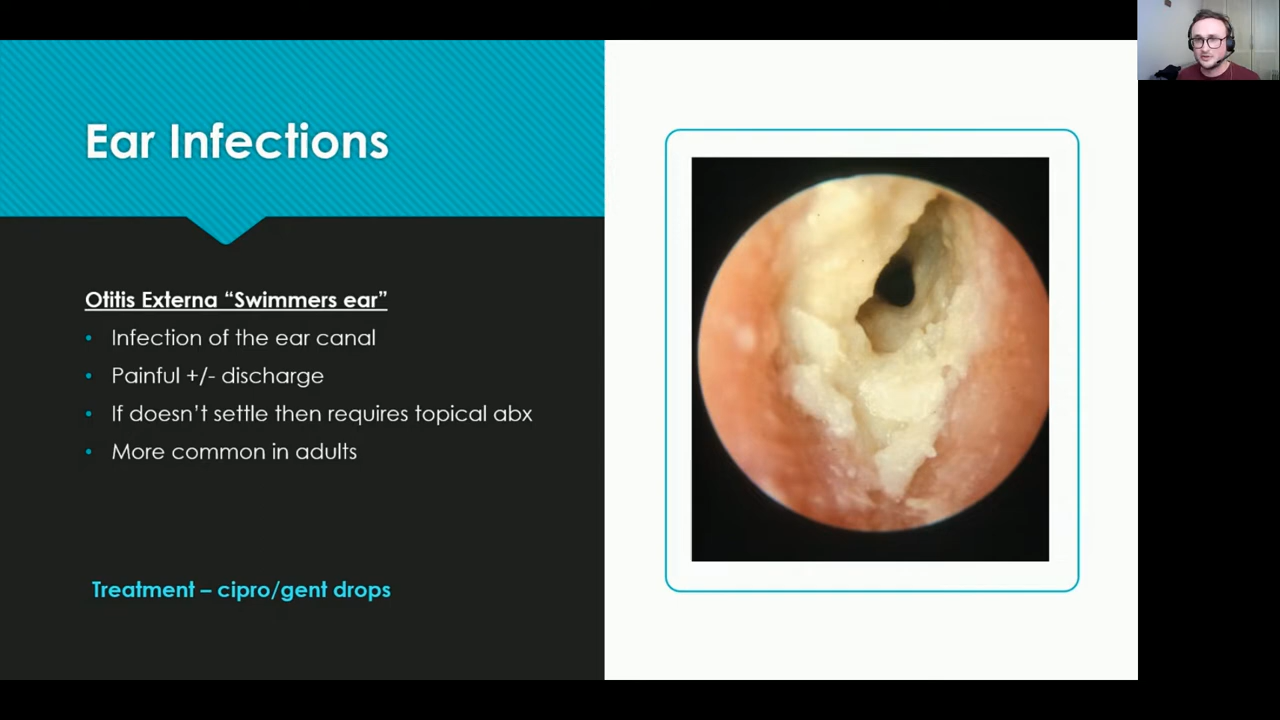 Ear Infections
Otitis Externa “Swimmers ear”
• Infection of the ear canal
• Painful +/- discharge
• If doesn’t settle then requires topical abx
• More common in adults
Treatment – cipro/gent drops